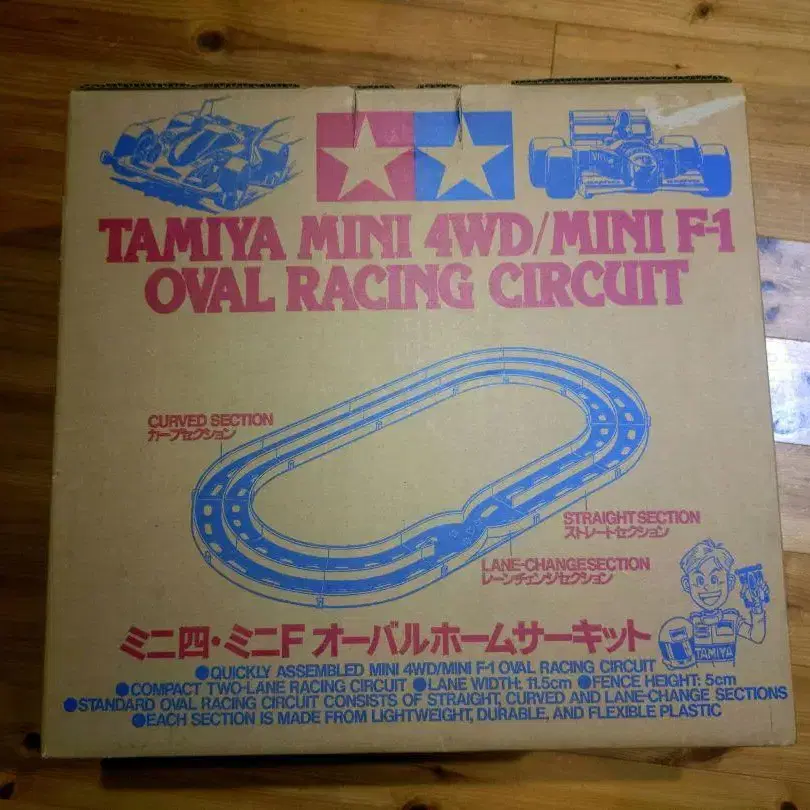 TAMIYA MINI 4WD/MINI F-1
OVAL RACING CIRCUIT
CURVED SECTION
カーブセクション
STRAIGHT SECTION
ストレートセクション
LANE-CHANGE SECTION
レーンチェンジセクション
ミニ四・ミニF オーバルホームサーキット
TAMIYA
●QUICKLY ASSEMBLED MINI 4WD/MINI F-1 OVAL RACING CIRCUIT
●COMPACT TWO-LANE RACING CIRCUIT ●LANE WIDTH: 11.5cm ●FENCE HEIGHT: 5cm
●STANDARD OVAL RACING CIRCUIT CONSISTS OF STRAIGHT, CURVED AND LANE-CHANGE SECTIONS
●EACH SECTION IS MADE FROM LIGHTWEIGHT, DURABLE, AND FLEXIBLE PLASTIC